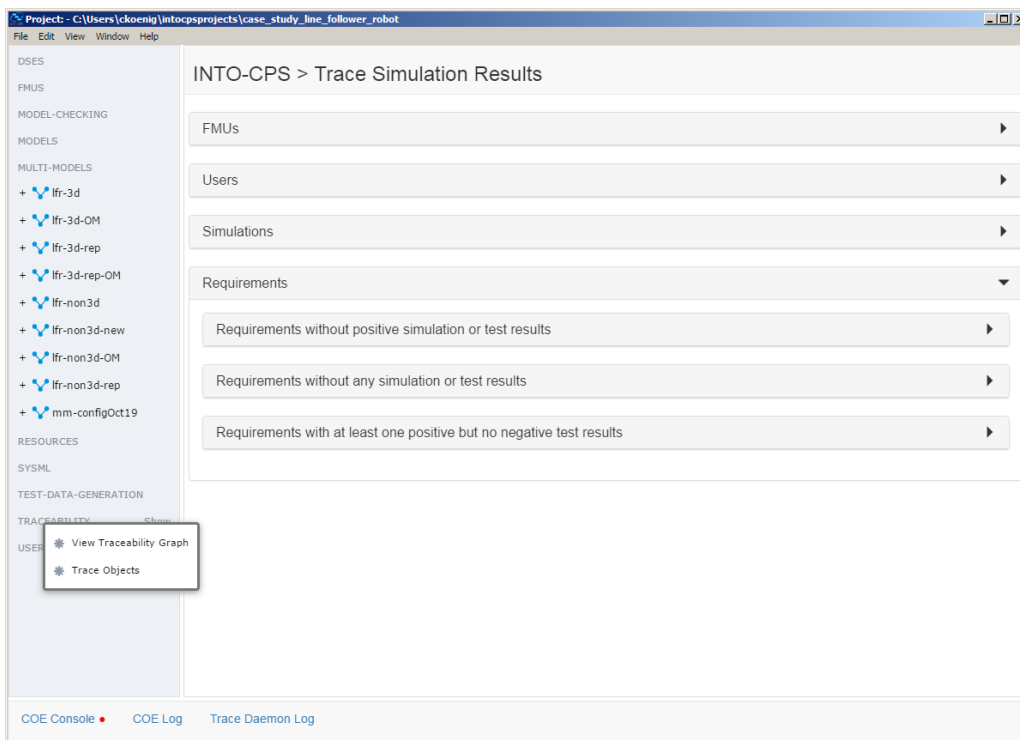 Project: - C:\Users\ckoenig\intocpsprojects\case_study_line_follower_robot
File Edit View Window Help
DSES
FMUS
MODEL-CHECKING
MODELS
MULTI-MODELS
+ lfr-3d
+ lfr-3d-OM
+ lfr-3d-rep
+ lfr-3d-rep-OM
+ lfr-non3d
+ lfr-non3d-new
+ lfr-non3d-OM
+ lfr-non3d-rep
+ mm-configOct19
RESOURCES
SYSML
TEST-DATA-GENERATION
TRACEABILITY Show
USER
View Traceability Graph
Trace Objects
INTO-CPS > Trace Simulation Results
FMUs
Users
Simulations
Requirements
Requirements without positive simulation or test results
Requirements without any simulation or test results
Requirements with at least one positive but no negative test results
COE Console COE Log Trace Daemon Log